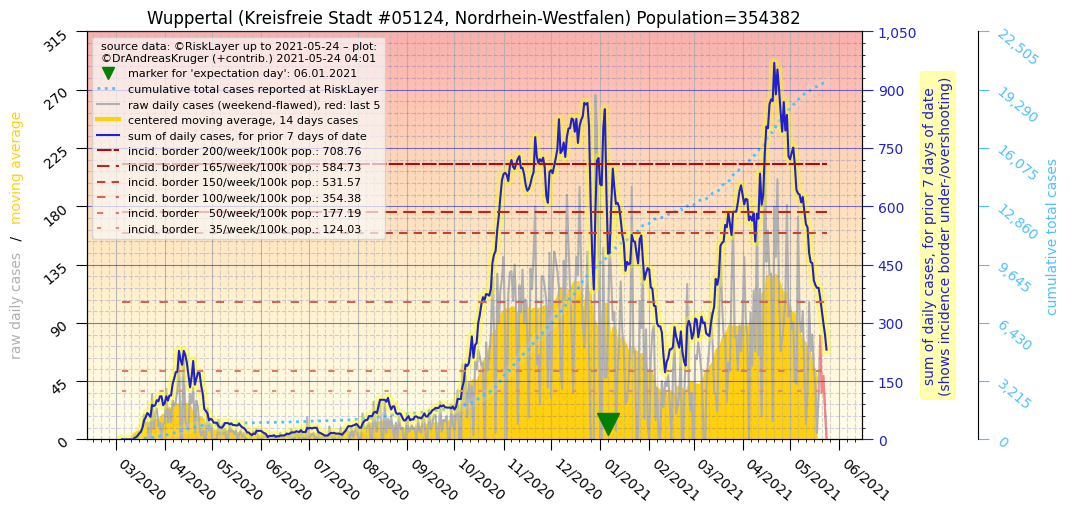 Wuppertal (Kreisfreie Stadt #05124, Nordrhein-Westfalen) Population=354382
source data: ©RiskLayer up to 2021-05-24 – plot:
©DrAndreasKruger (+contrib.) 2021-05-24 04:01
marker for 'expectation day': 06.01.2021
cumulative total cases reported at RiskLayer
raw daily cases (weekend-flawed), red: last 5
centered moving average, 14 days cases
sum of daily cases, for prior 7 days of date
incid. border 200/week/100k pop.: 708.76
incid. border 165/week/100k pop.: 584.73
incid. border 150/week/100k pop.: 531.57
incid. border 100/week/100k pop.: 354.38
incid. border 50/week/100k pop.: 177.19
incid. border 35/week/100k pop.: 124.03
raw daily cases / moving average
315
270
225
180
135
90
45
0
03/2020
04/2020
05/2020
06/2020
07/2020
08/2020
09/2020
10/2020
11/2020
12/2020
01/2021
02/2021
03/2021
04/2021
05/2021
06/2021
1,050
900
750
600
450
300
150
0
sum of daily cases, for prior 7 days of date
(shows incidence border under-/overshooting)
22,505
19,290
16,075
12,860
9,645
6,430
3,215
0
cumulative total cases